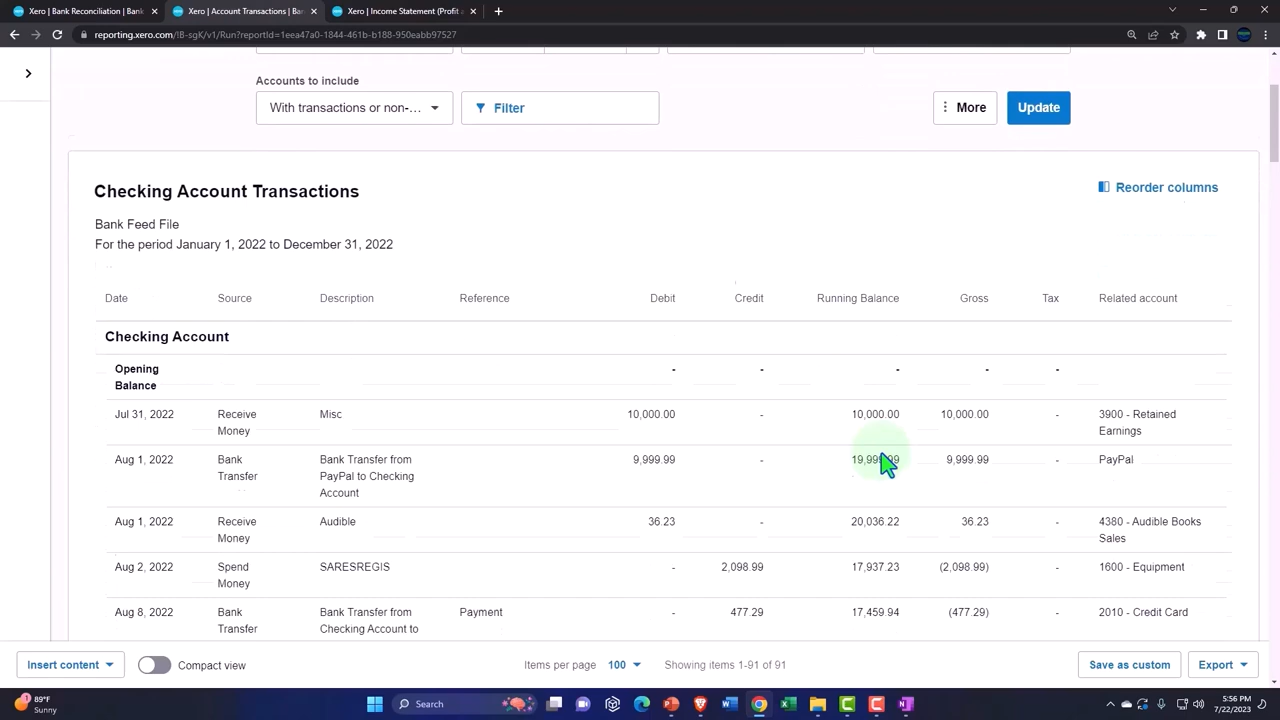 Xero | Bank Reconciliation | Bank
Xero | Account Transactions | Ban
Xero | Income Statement (Profit a
reporting.xero.com/IB-sgK/v1/Run?reportId=1eea47a0-1844-461b-b188-950eabb97527
Accounts to include
With transactions or non-... Filter More Update
Checking Account Transactions
Reorder columns
Bank Feed File
For the period January 1, 2022 to December 31, 2022
Date Source Description Reference Debit Credit Running Balance Gross Tax Related account
Checking Account
Opening - - - - -
Balance
Jul 31, 2022 Receive Misc 10,000.00 - 10,000.00 10,000.00 - 3900 - Retained
Money Earnings
Aug 1, 2022 Bank Bank Transfer from 9,999.99 - 19,999.99 9,999.99 - PayPal
Transfer PayPal to Checking
Account
Aug 1, 2022 Receive Audible 36.23 - 20,036.22 36.23 - 4380 - Audible Books
Money Sales
Aug 2, 2022 Spend SARESREGIS - 2,098.99 17,937.23 (2,098.99) - 1600 - Equipment
Money
Aug 8, 2022 Bank Bank Transfer from Payment - 477.29 17,459.94 (477.29) - 2010 - Credit Card
Transfer Checking Account to
Insert content Compact view Items per page 100 Showing items 1-91 of 91 Save as custom Export
89°F
Sunny
Search
5:56 PM
7/22/2023